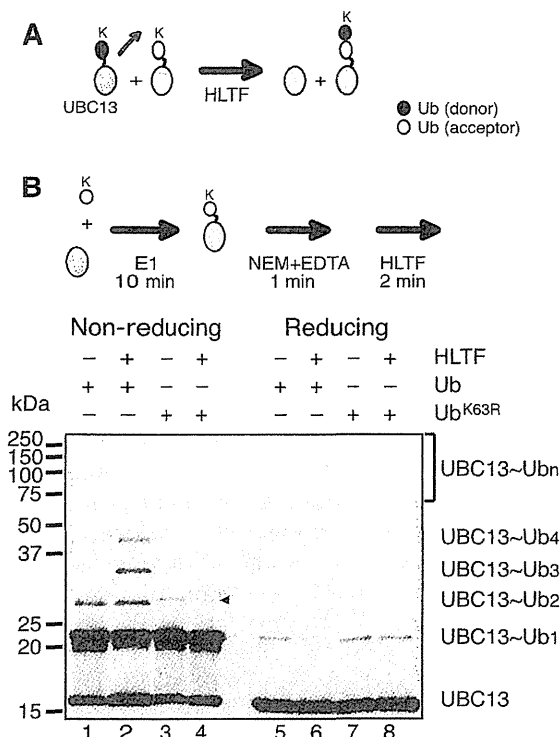 A
K
K
+
HLTF
+
K
UBC13
Ub (donor)
Ub (acceptor)
B
K
+
E1
10 min
K
NEM+EDTA
1 min
HLTF
2 min
Non-reducing Reducing
− + − + − + − + HLTF
+ + − − + + − − Ub
− − + + − − + + Ub^K63R
kDa
250
150
100
75
50
37
25
20
15
UBC13~Ubn
UBC13~Ub4
UBC13~Ub3
UBC13~Ub2
UBC13~Ub1
UBC13
1 2 3 4 5 6 7 8